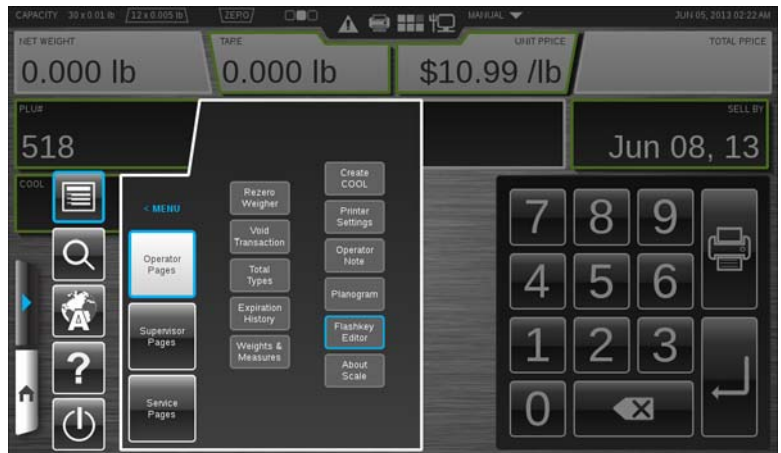 CAPACITY 30 x 0.01 lb 12 x 0.005 lb ZERO MANUAL JUN 05, 2013 02:22 AM
NET WEIGHT TARE UNIT PRICE TOTAL PRICE
0.000 lb 0.000 lb $10.99 /lb
PLU# SELL BY
518 Jun 08, 13
COOL
< MENU
Operator
Pages
Supervisor
Pages
Service
Pages
Rezero
Weigher
Void
Transaction
Total
Types
Expiration
History
Weights &
Measures
Create
COOL
Printer
Settings
Operator
Note
Planogram
Flashkey
Editor
About
Scale
A
?
7 8 9
4 5 6
1 2 3
0